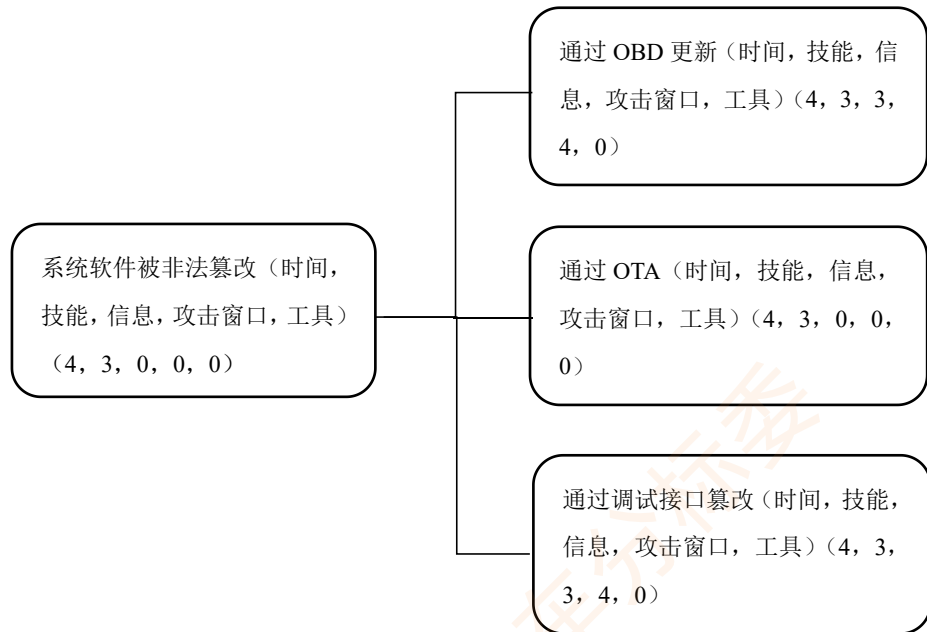 系统软件被非法篡改（时间，
技能，信息，攻击窗口，工具）
（4，3，0，0，0）
通过 OBD 更新（时间，技能，信
息，攻击窗口，工具）（4，3，3，
4，0）
通过 OTA（时间，技能，信息，
攻击窗口，工具）（4，3，0，0，
0）
通过调试接口篡改（时间，技能，
信息，攻击窗口，工具）（4，3，
3，4，0）
分标委